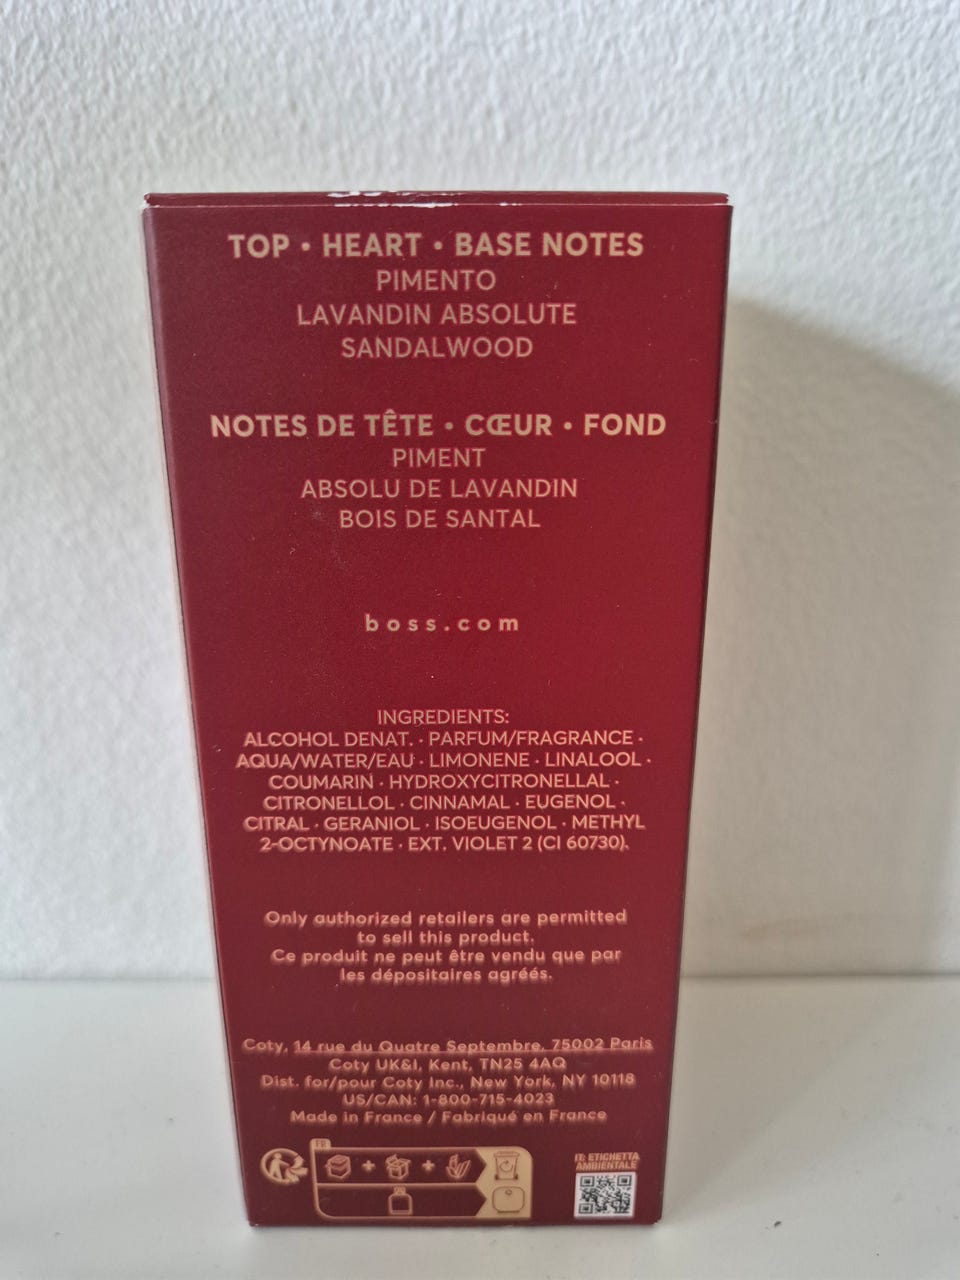 TOP • HEART • BASE NOTES
PIMENTO
LAVANDIN ABSOLUTE
SANDALWOOD
NOTES DE TÊTE • CŒUR • FOND
PIMENT
ABSOLU DE LAVANDIN
BOIS DE SANTAL
boss.com
INGREDIENTS:
ALCOHOL DENAT. · PARFUM/FRAGRANCE ·
AQUA/WATER/EAU · LIMONENE · LINALOOL ·
COUMARIN · HYDROXYCITRONELLAL ·
CITRONELLOL · CINNAMAL · EUGENOL ·
CITRAL · GERANIOL · ISOEUGENOL · METHYL
2-OCTYNOATE · EXT. VIOLET 2 (CI 60730).
Only authorized retailers are permitted
to sell this product.
Ce produit ne peut être vendu que par
les dépositaires agréés.
Coty, 14 rue du Quatre Septembre, 75002 Paris
Coty UK&I, Kent, TN25 4AQ
Dist. for/pour Coty Inc., New York, NY 10118
US/CAN: 1-800-715-4023
Made in France / Fabriqué en France
FR
IT: ETICHETTA
AMBIENTALE